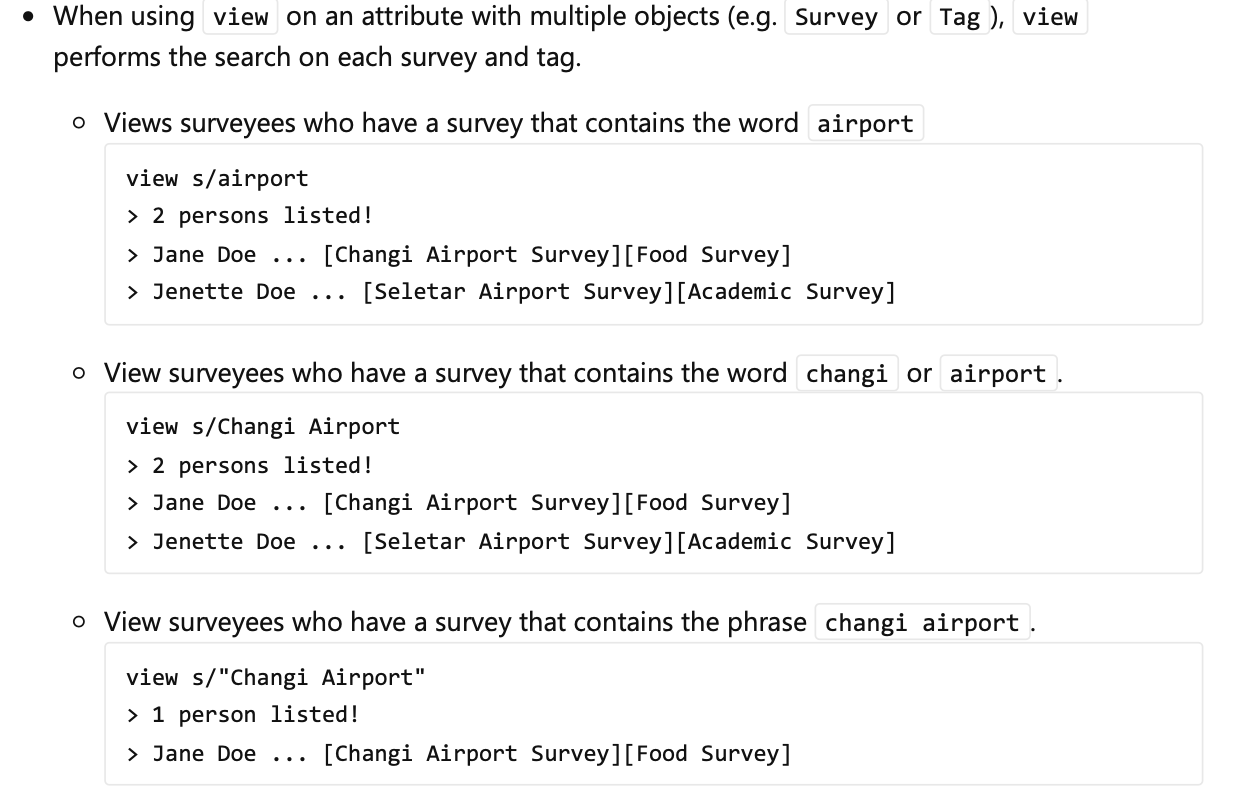 When using view on an attribute with multiple objects (e.g. Survey or Tag), view
performs the search on each survey and tag.
Views surveyees who have a survey that contains the word airport
view s/airport
> 2 persons listed!
> Jane Doe ... [Changi Airport Survey][Food Survey]
> Jenette Doe ... [Seletar Airport Survey][Academic Survey]
View surveyees who have a survey that contains the word changi or airport.
view s/Changi Airport
> 2 persons listed!
> Jane Doe ... [Changi Airport Survey][Food Survey]
> Jenette Doe ... [Seletar Airport Survey][Academic Survey]
View surveyees who have a survey that contains the phrase changi airport.
view s/"Changi Airport"
> 1 person listed!
> Jane Doe ... [Changi Airport Survey][Food Survey]